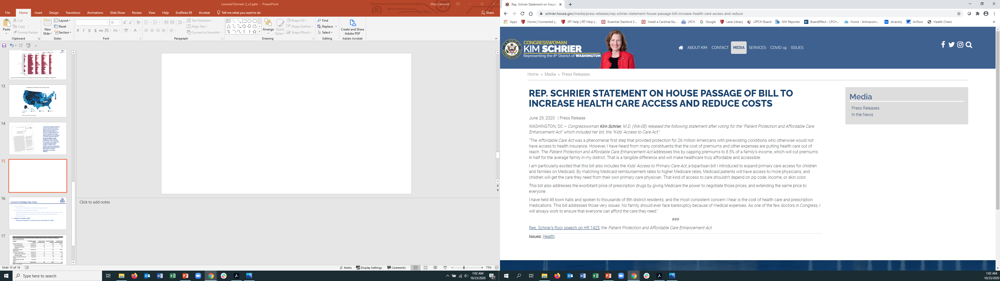 Leonard Domain 3_v2.pptx - PowerPoint
Mary Leonard
File Home Insert Design Transitions Animations Slide Show Review View Help EndNote X9 Acrobat Tell me what you want to do
Share
Paste
Cut
Copy
Format Painter
Clipboard
New Slide
Layout
Reset
Section
Slides
18
Font
Text Direction
Align Text
Convert to SmartArt
Paragraph
Arrange
Quick Styles
Shape Fill
Shape Outline
Shape Effects
Drawing
Find
Replace
Select
Editing
Create and Share Adobe PDF
Adobe Acrobat
13
14
15
16
Economic Strategy Topic Areas
Children's Hospital GME
Develop strategies to achieve parity with Medicare GME
17
Click to add notes
Slide 15 of 18
Notes Display Settings Comments 75%
Type here to search
1:02 AM
10/23/2020
27
Rep. Schrier Statement on House
schrier.house.gov/media/press-releases/rep-schrier-statement-house-passage-bill-increase-health-care-access-and-reduce
Apps Home | Connected |... IRT Help | IRT Help |... Essential Stanford S... Install a Cardinal Ke... LPCH Google Lane Library LPFCH Board NIH Reporter BoardEffect - LPCH... Home - Antiracism... diversity AirNow Health Check
CONGRESSWOMAN
KIM SCHRIER
Representing the 8th District of WASHINGTON
ABOUT KIM CONTACT MEDIA SERVICES COVID-19 ISSUES
Home » Media » Press Releases
REP. SCHRIER STATEMENT ON HOUSE PASSAGE OF BILL TO
INCREASE HEALTH CARE ACCESS AND REDUCE COSTS
Media
Press Releases
In the News
June 29, 2020 | Press Release
WASHINGTON, DC – Congresswoman Kim Schrier, M.D. (WA-08) released the following statement after voting for the "Patient Protection and Affordable Care
Enhancement Act" which included her bill, the "Kids' Access to Care Act":
"The Affordable Care Act was a phenomenal first step that provided protection for 26 million Americans with pre-existing conditions who otherwise would not
have access to health insurance. However, I have heard from many constituents that the cost of premiums and other expenses are putting health care out of
reach. The Patient Protection and Affordable Care Enhancement Act addresses this by capping premiums to 8.5% of a family's income, which will cut premiums
in half for the average family in my district. That is a tangible difference and will make healthcare truly affordable and accessible.
I am particularly excited that this bill also includes the Kids' Access to Primary Care Act, a bipartisan bill I introduced to expand primary care access for children
and families on Medicaid. By matching Medicaid reimbursement rates to higher Medicare rates, Medicaid patients will have access to more physicians, and
children will get the care they need from their own primary care physician. That kind of access to care shouldn't depend on zip code, income, or skin color.
This bill also addresses the exorbitant price of prescription drugs by giving Medicare the power to negotiate those prices, and extending the same price to
everyone.
I have held 49 town halls and spoken to thousands of 8th district residents, and the most consistent concern I hear is the cost of health care and prescription
medications. This bill addresses those very issues. No family should ever face bankruptcy because of medical expenses. As one of the few doctors in Congress, I
will always work to ensure that everyone can afford the care they need."
###
Rep. Schrier's floor speech on HR 1425, the Patient Protection and Affordable Care Enhancement Act.
Issues: Health
1:02 AM
10/23/2020